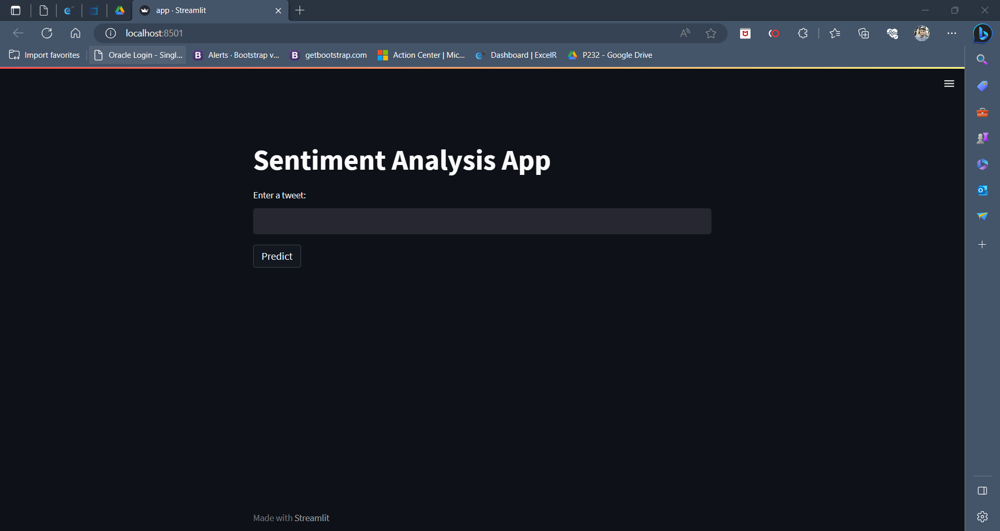 app · Streamlit
localhost:8501
Import favorites Oracle Login - Singl... Alerts · Bootstrap v... getbootstrap.com Action Center | Mic... Dashboard | ExcelR P232 - Google Drive
Sentiment Analysis App
Enter a tweet:
Predict
Made with Streamlit